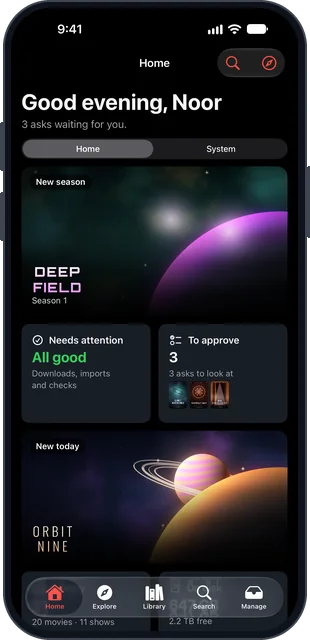 9:41
Home
Good evening, Noor
3 asks waiting for you.
Home
System
New season
DEEP
FIELD
Season 1
Needs attention
All good
Downloads, imports
and checks
To approve
3
3 asks to look at
New today
ORBIT
NINE
Home
Explore
Library
Search
Manage
20 movies · 11 shows
2.2 TB free